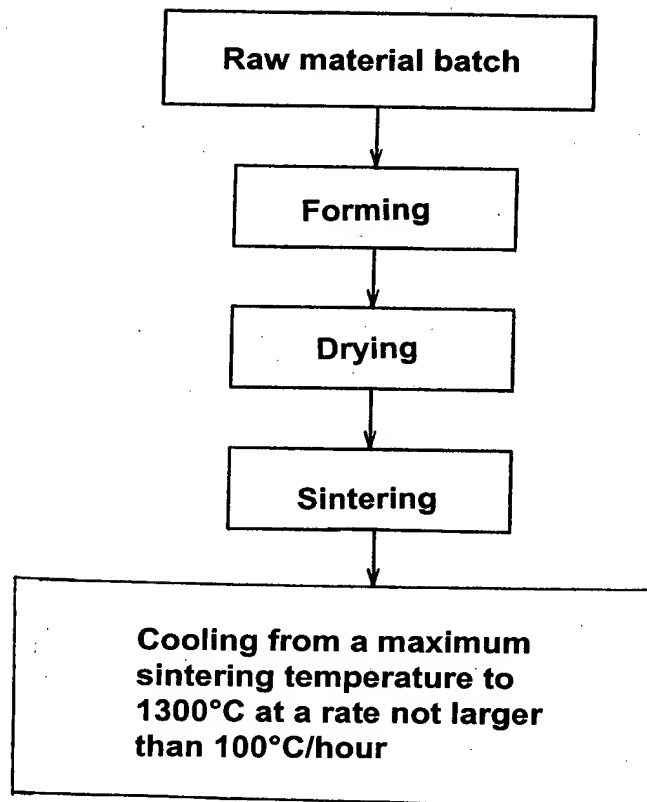 Raw material batch
Forming
Drying
Sintering
Cooling from a maximum
sintering temperature to
1300°C at a rate not larger
than 100°C/hour